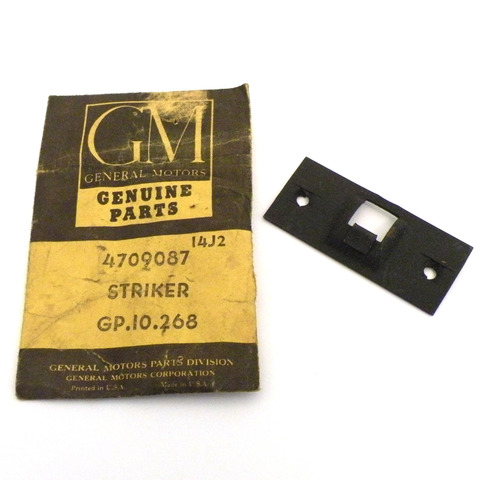 GM
GENERAL MOTORS
GENUINE
PARTS
14J2
4709087
STRIKER
GP.10.268
GENERAL MOTORS PARTS DIVISION
GENERAL MOTORS CORPORATION
Printed in U.S.A. Made in U.S.A.